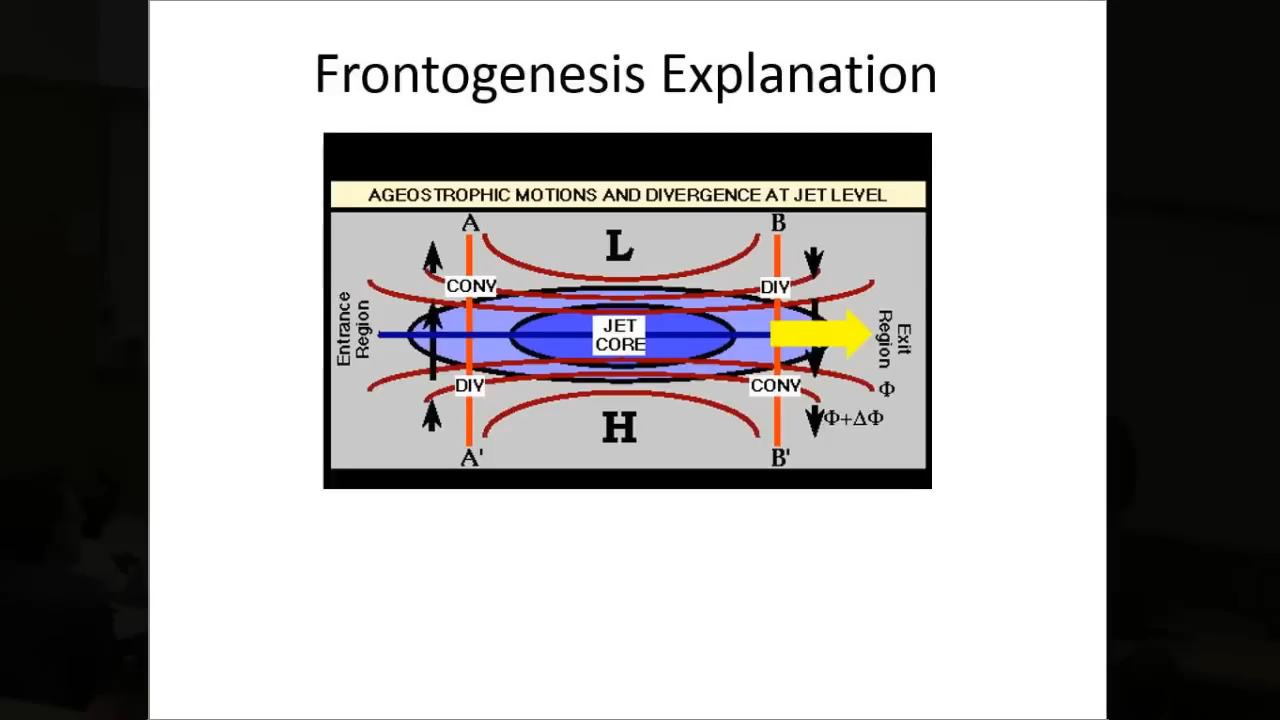 Frontogenesis Explanation
AGEOSTROPHIC MOTIONS AND DIVERGENCE AT JET LEVEL
A
B
L
CONV
DIV
Entrance
Region
JET
CORE
Exit
Region
DIV
CONV
Φ
H
Φ+ΔΦ
A'
B'